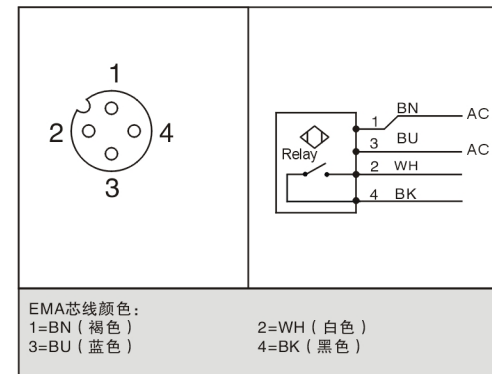 1
2
4
3
BN
AC
1
BU
3
AC
Relay
2 WH
4 BK
EMA芯线颜色：
1=BN（褐色） 2=WH（白色）
3=BU（蓝色） 4=BK（黑色）